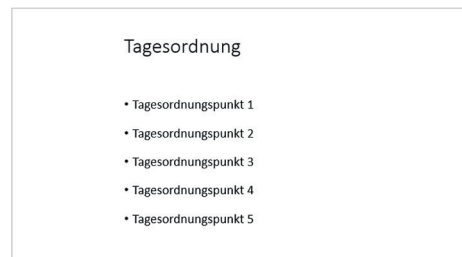 Tagesordnung
• Tagesordnungspunkt 1
• Tagesordnungspunkt 2
• Tagesordnungspunkt 3
• Tagesordnungspunkt 4
• Tagesordnungspunkt 5